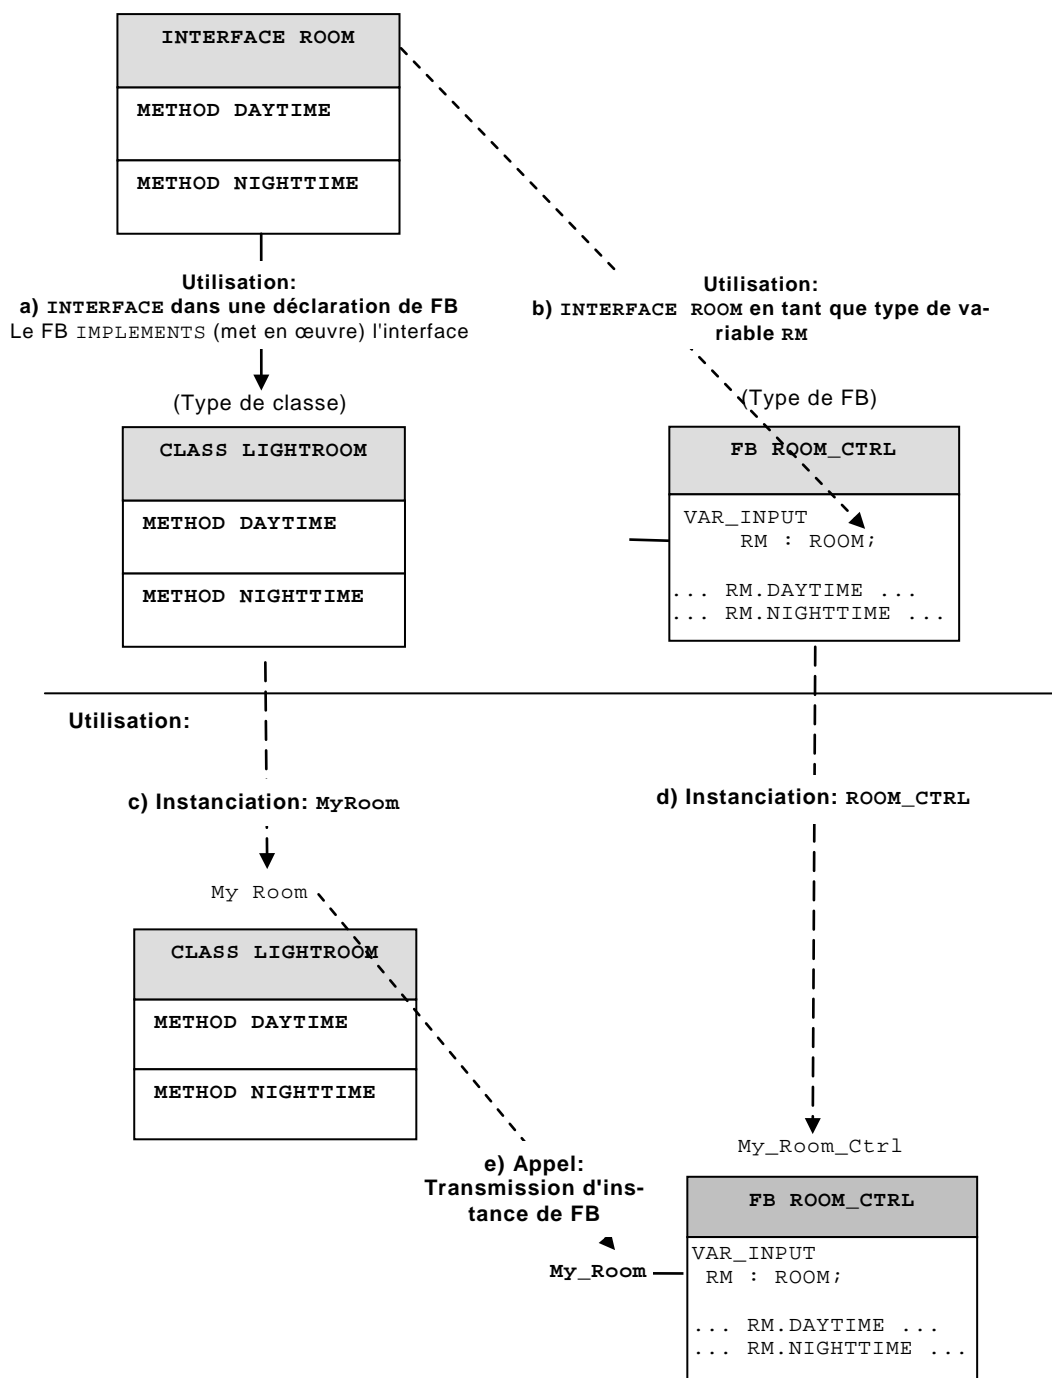 INTERFACE ROOM
METHOD DAYTIME
METHOD NIGHTTIME
Utilisation:
a) INTERFACE dans une déclaration de FB
Le FB IMPLEMENTS (met en œuvre) l'interface
Utilisation:
b) INTERFACE ROOM en tant que type de va-
riable RM
(Type de classe)
CLASS LIGHTROOM
METHOD DAYTIME
METHOD NIGHTTIME
(Type de FB)
FB ROOM_CTRL
VAR_INPUT
RM : ROOM;
... RM.DAYTIME ...
... RM.NIGHTTIME ...
Utilisation:
c) Instanciation: MyRoom
d) Instanciation: ROOM_CTRL
My Room
CLASS LIGHTROOM
METHOD DAYTIME
METHOD NIGHTTIME
e) Appel:
Transmission d'ins-
tance de FB
My_Room
My_Room_Ctrl
FB ROOM_CTRL
VAR_INPUT
RM : ROOM;
... RM.DAYTIME ...
... RM.NIGHTTIME ...